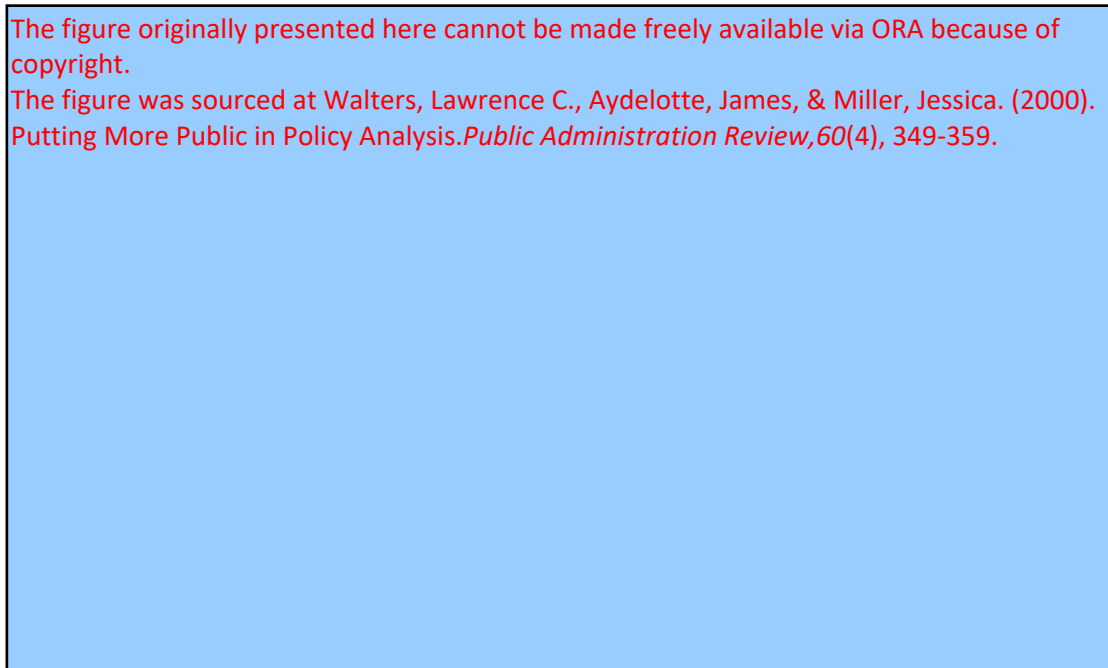 The figure originally presented here cannot be made freely available via ORA because of
copyright.
The figure was sourced at Walters, Lawrence C., Aydelotte, James, & Miller, Jessica. (2000).
Putting More Public in Policy Analysis.Public Administration Review,60(4), 349-359.